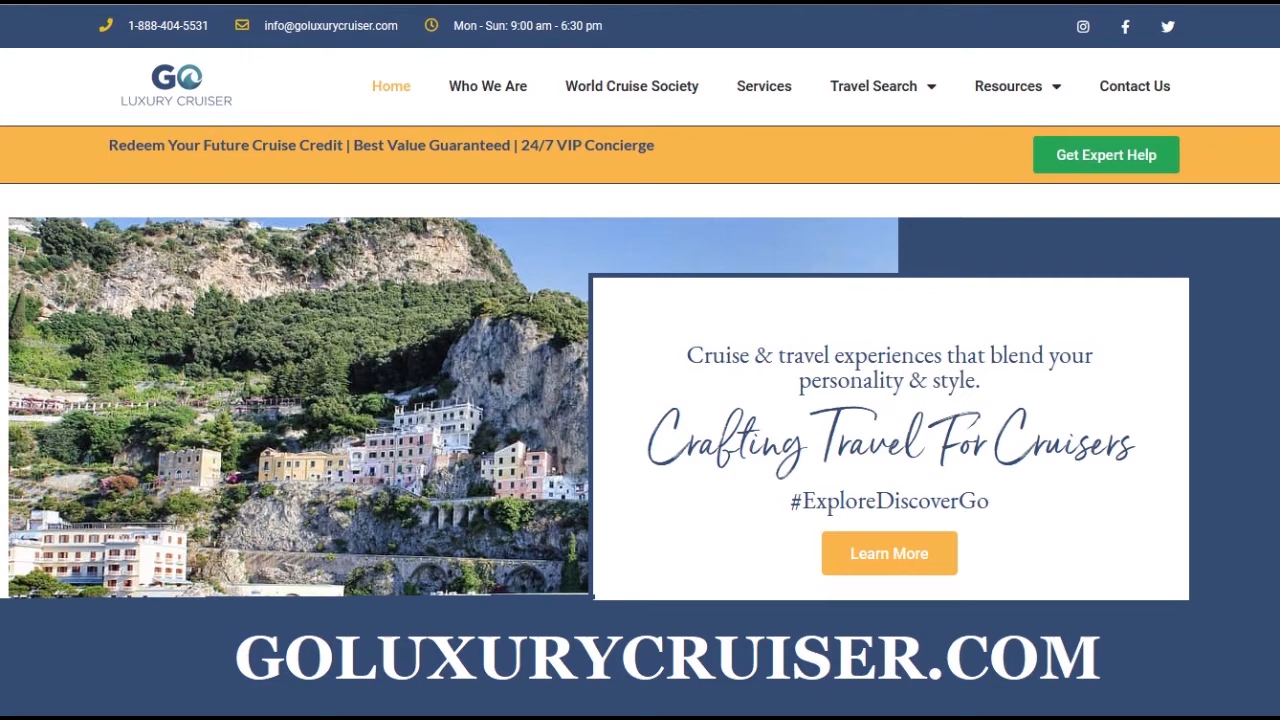 1-888-404-5531 info@goluxurycruiser.com Mon - Sun: 9:00 am - 6:30 pm
GO
LUXURY CRUISER
Home Who We Are World Cruise Society Services Travel Search Resources Contact Us
Redeem Your Future Cruise Credit | Best Value Guaranteed | 24/7 VIP Concierge
Get Expert Help
Cruise & travel experiences that blend your
personality & style.
Crafting Travel For Cruisers
#ExploreDiscoverGo
Learn More
GOLUXURYCRUISER.COM